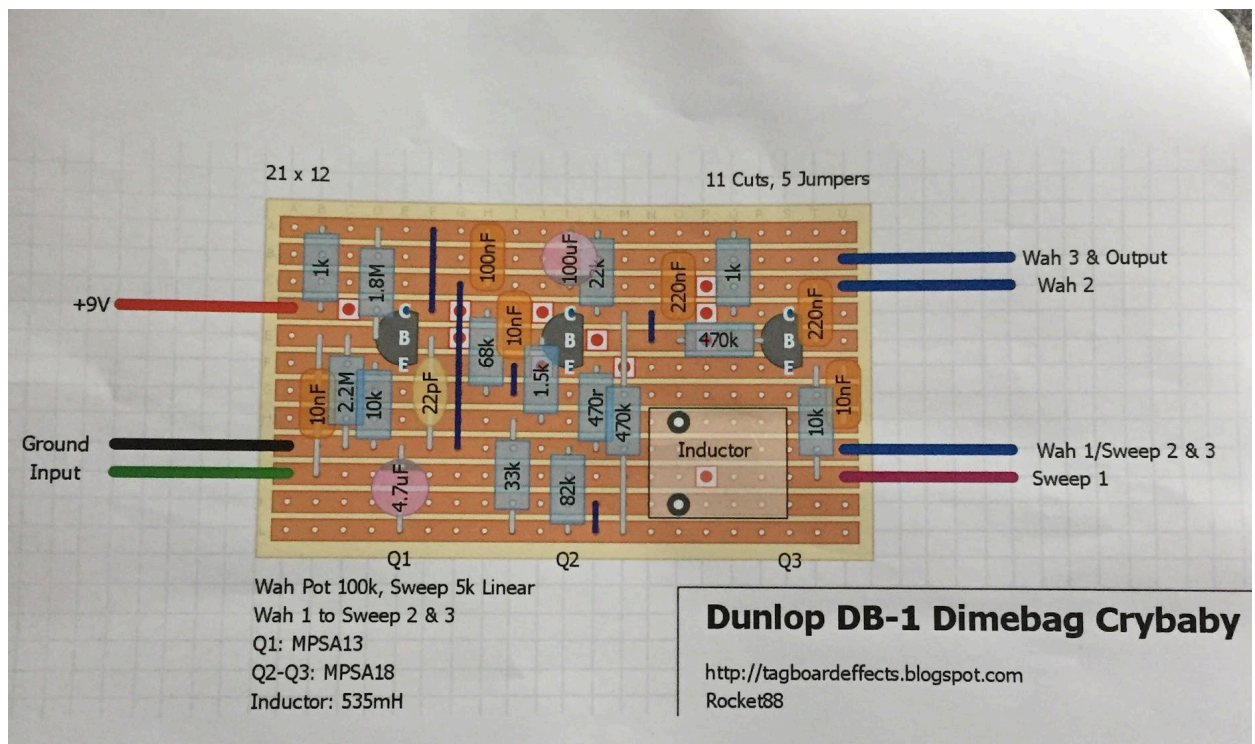 21 x 12
11 Cuts, 5 Jumpers
1k
1.8M
100nF
100uF
22k
220nF
1k
Wah 3 & Output
Wah 2
+9V
C
B
E
68k
10nF
C
B
E
470k
C
B
E
220nF
10nF
2.2M
10k
22pF
1.5k
470r
470k
10k
10nF
Ground
Inductor
Wah 1/Sweep 2 & 3
Input
4.7uF
33k
82k
Sweep 1
Q1
Q2
Q3
Wah Pot 100k, Sweep 5k Linear
Wah 1 to Sweep 2 & 3
Q1: MPSA13
Q2-Q3: MPSA18
Inductor: 535mH
Dunlop DB-1 Dimebag Crybaby
http://tagboardeffects.blogspot.com
Rocket88